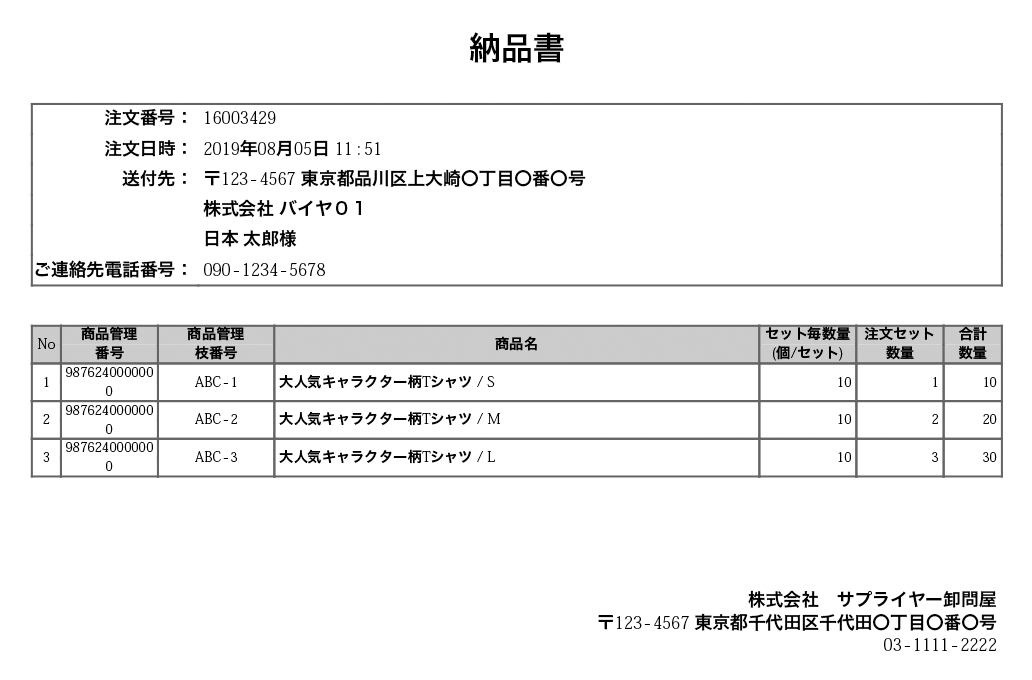 納品書
注文番号： 16003429
注文日時： 2019年08月05日 11:51
送付先： 〒123-4567 東京都品川区上大崎〇丁目〇番〇号
株式会社 バイヤ０１
日本 太郎様
ご連絡先電話番号： 090-1234-5678
No 商品管理番号 商品管理枝番号 商品名 セット毎数量(個/セット) 注文セット数量 合計数量
1 9876240000000 ABC-1 大人気キャラクター柄Tシャツ / S 10 1 10
2 9876240000000 ABC-2 大人気キャラクター柄Tシャツ / M 10 2 20
3 9876240000000 ABC-3 大人気キャラクター柄Tシャツ / L 10 3 30
株式会社　サプライヤー卸問屋
〒123-4567 東京都千代田区千代田〇丁目〇番〇号
03-1111-2222